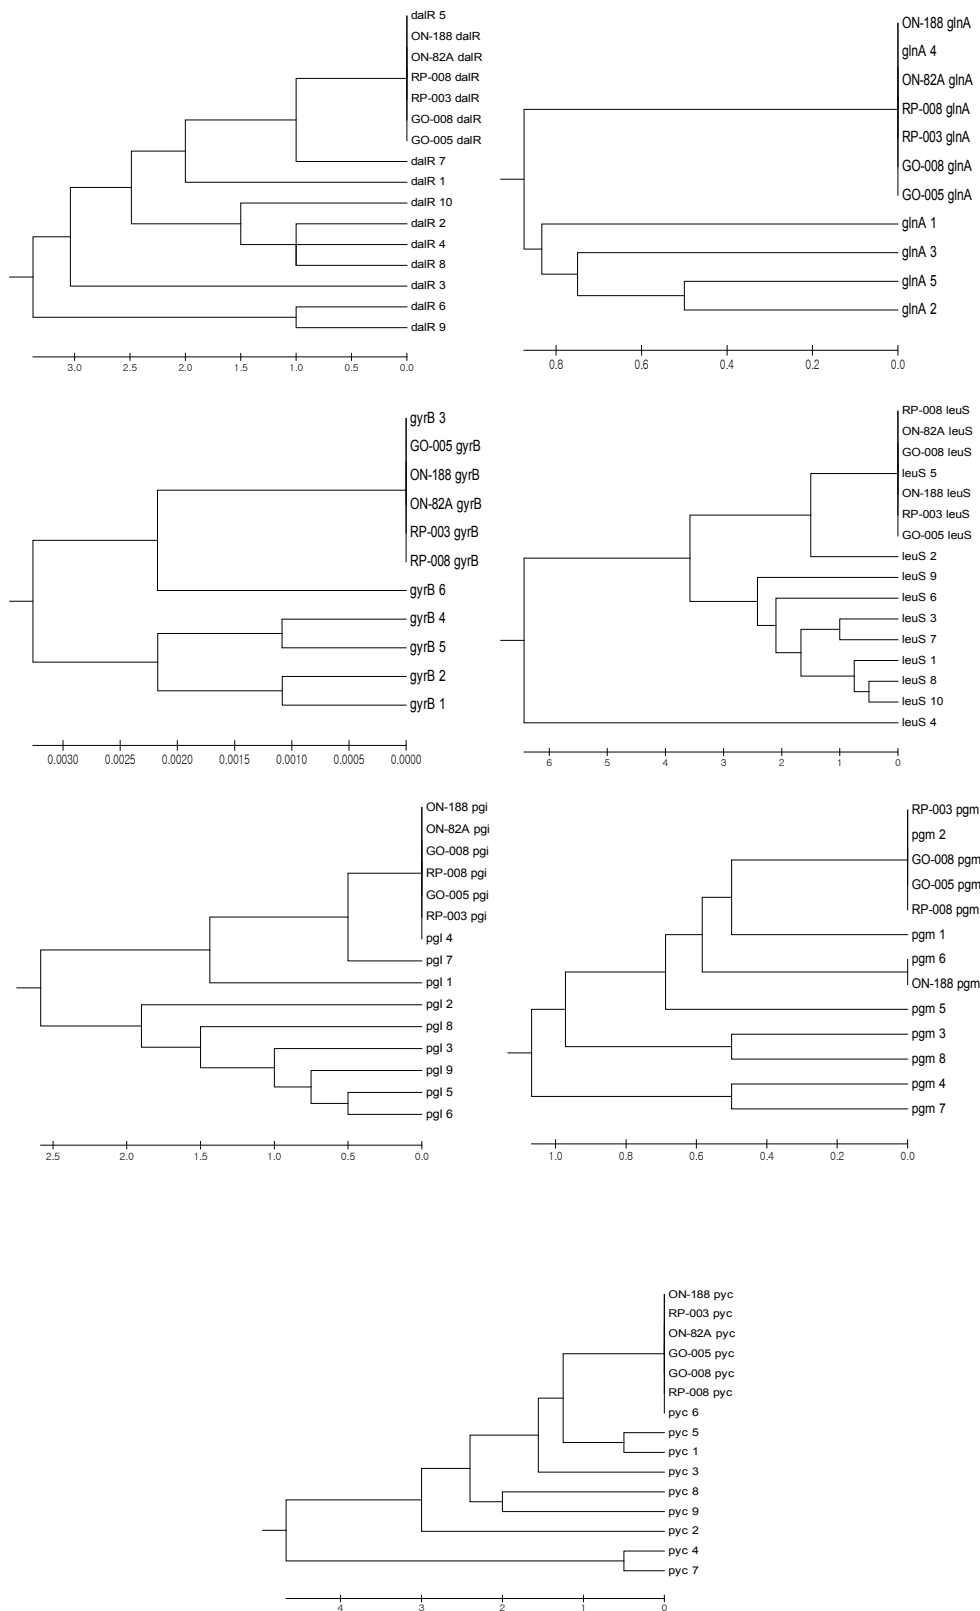 dalR 5
ON-188 dalR
ON-82A dalR
RP-008 dalR
RP-003 dalR
GO-008 dalR
GO-005 dalR
dalR 7
dalR 1
dalR 10
dalR 2
dalR 4
dalR 8
dalR 3
dalR 6
dalR 9
3.0 2.5 2.0 1.5 1.0 0.5 0.0
ON-188 glnA
glnA 4
ON-82A glnA
RP-008 glnA
RP-003 glnA
GO-008 glnA
GO-005 glnA
glnA 1
glnA 3
glnA 5
glnA 2
0.8 0.6 0.4 0.2 0.0
gyrB 3
GO-005 gyrB
ON-188 gyrB
ON-82A gyrB
RP-003 gyrB
RP-008 gyrB
gyrB 6
gyrB 4
gyrB 5
gyrB 2
gyrB 1
0.0030 0.0025 0.0020 0.0015 0.0010 0.0005 0.0000
RP-008 leuS
ON-82A leuS
GO-008 leuS
leuS 5
ON-188 leuS
RP-003 leuS
GO-005 leuS
leuS 2
leuS 9
leuS 6
leuS 3
leuS 7
leuS 1
leuS 8
leuS 10
leuS 4
6 5 4 3 2 1 0
ON-188 pgi
ON-82A pgi
GO-008 pgi
RP-008 pgi
GO-005 pgi
RP-003 pgi
pgI 4
pgI 7
pgI 1
pgI 2
pgI 8
pgI 3
pgI 9
pgI 5
pgI 6
2.5 2.0 1.5 1.0 0.5 0.0
RP-003 pgm
pgm 2
GO-008 pgm
GO-005 pgm
RP-008 pgm
pgm 1
pgm 6
ON-188 pgm
pgm 5
pgm 3
pgm 8
pgm 4
pgm 7
1.0 0.8 0.6 0.4 0.2 0.0
ON-188 pyc
RP-003 pyc
ON-82A pyc
GO-005 pyc
GO-008 pyc
RP-008 pyc
pyc 6
pyc 5
pyc 1
pyc 3
pyc 8
pyc 9
pyc 2
pyc 4
pyc 7
4 3 2 1 0